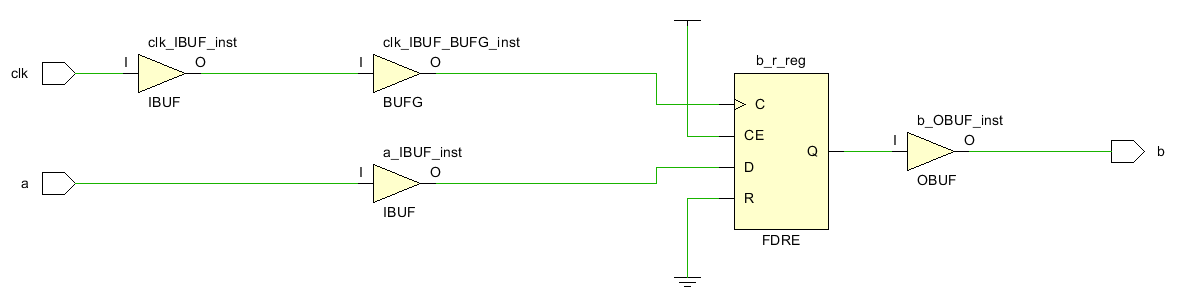 clk_IBUF_inst
clk_IBUF_BUFG_inst
clk
I
O
IBUF
I
O
BUFG
b_r_reg
C
CE
D
R
Q
FDRE
a_IBUF_inst
a
I
O
IBUF
b_OBUF_inst
I
O
OBUF
b